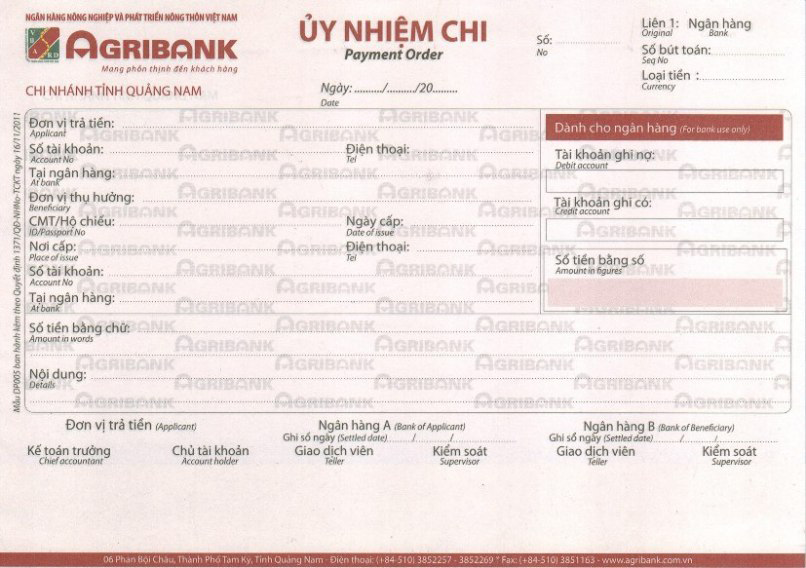 NGÂN HÀNG NÔNG NGHIỆP VÀ PHÁT TRIỂN NÔNG THÔN VIỆT NAM
AGRIBANK
Mang phồn thịnh đến khách hàng
CHI NHÁNH TỈNH QUẢNG NAM
ỦY NHIỆM CHI
Payment Order
Ngày: ........../........../20.........
Date
Số:
No
Liên 1: Ngân hàng
Original Bank
Số bút toán:
Seq No
Loại tiền :
Currency
Mẫu DP005 ban hành kèm theo Quyết định 1371/QĐ-NHNo-TCKT ngày 16/11/2011
Đơn vị trả tiền:
Applicant
Số tài khoản: Điện thoại:
Account No Tel
Tại ngân hàng:
At bank
Đơn vị thụ hưởng:
Beneficiary
CMT/Hộ chiếu: Ngày cấp:
ID/Passport No Date of issue
Nơi cấp: Điện thoại:
Place of issue Tel
Số tài khoản:
Account No
Tại ngân hàng:
At bank
Dành cho ngân hàng (For bank use only)
Tài khoản ghi nợ:
Debit account
Tài khoản ghi có:
Credit account
Số tiền bằng số
Amount in figures
Số tiền bằng chữ:
Amount in words
Nội dung:
Details
Đơn vị trả tiền (Applicant) Ngân hàng A (Bank of Applicant) Ngân hàng B (Bank of Beneficiary)
Ghi sổ ngày (Settled date) / / Ghi sổ ngày (Settled date) / /
Kế toán trưởng Chủ tài khoản Giao dịch viên Kiểm soát Giao dịch viên Kiểm soát
Chief accountant Account holder Teller Supervisor Teller Supervisor
06 Phan Bội Châu, Thành Phố Tam Kỳ, Tỉnh Quảng Nam - Điện thoại: (+84-510) 3852257 - 3852269 * Fax: (+84-510) 3851163 - www.agribank.com.vn